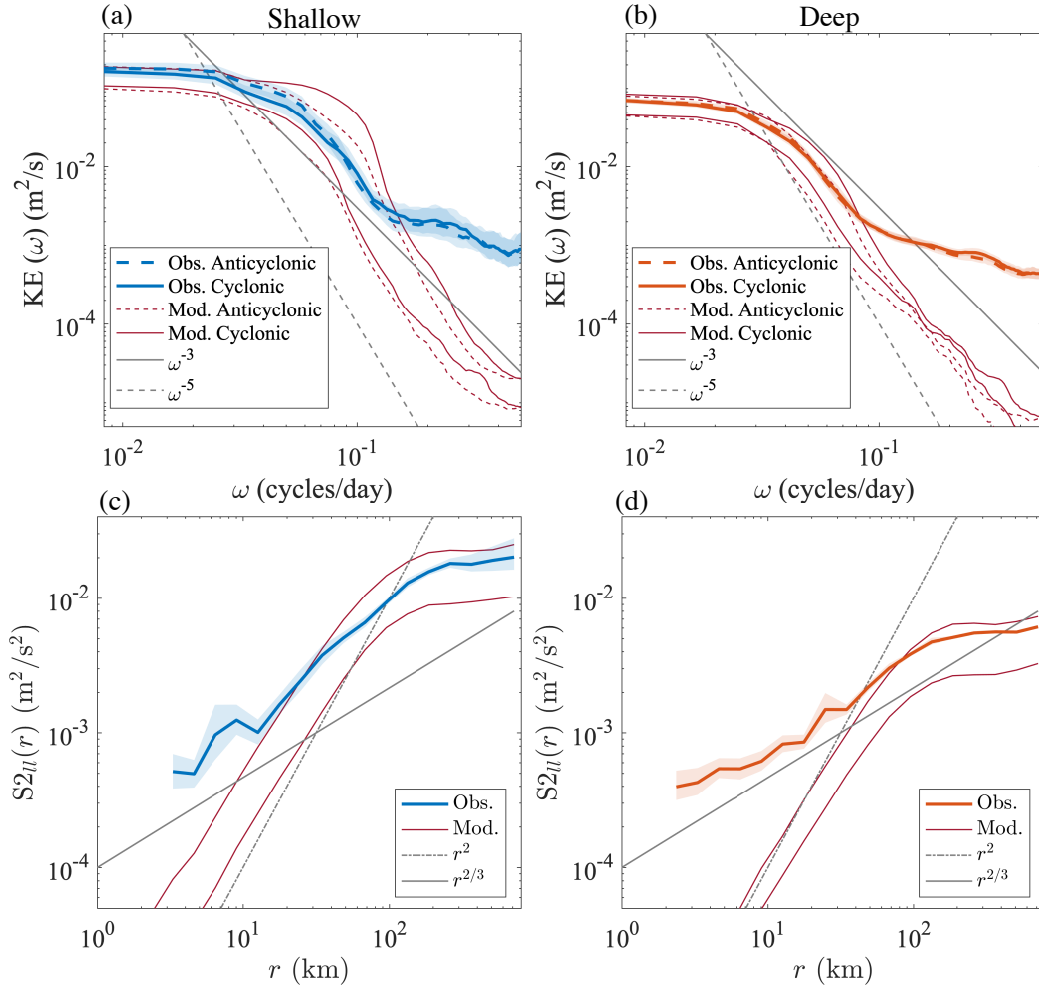 (a) Shallow
(b) Deep
KE (ω) (m²/s)
10⁻²
10⁻⁴
Obs. Anticyclonic
Obs. Cyclonic
Mod. Anticyclonic
Mod. Cyclonic
ω⁻³
ω⁻⁵
10⁻² 10⁻¹
ω (cycles/day)
KE (ω) (m²/s)
10⁻²
10⁻⁴
Obs. Anticyclonic
Obs. Cyclonic
Mod. Anticyclonic
Mod. Cyclonic
ω⁻³
ω⁻⁵
10⁻² 10⁻¹
ω (cycles/day)
(c)
S2ₗₗ(r) (m²/s²)
10⁻²
10⁻³
10⁻⁴
Obs.
Mod.
r²
r²ᐟ³
10⁰ 10¹ 10² 
r (km)
(d)
S2ₗₗ(r) (m²/s²)
10⁻²
10⁻³
10⁻⁴
Obs.
Mod.
r²
r²ᐟ³
10⁰ 10¹ 10²
r (km)